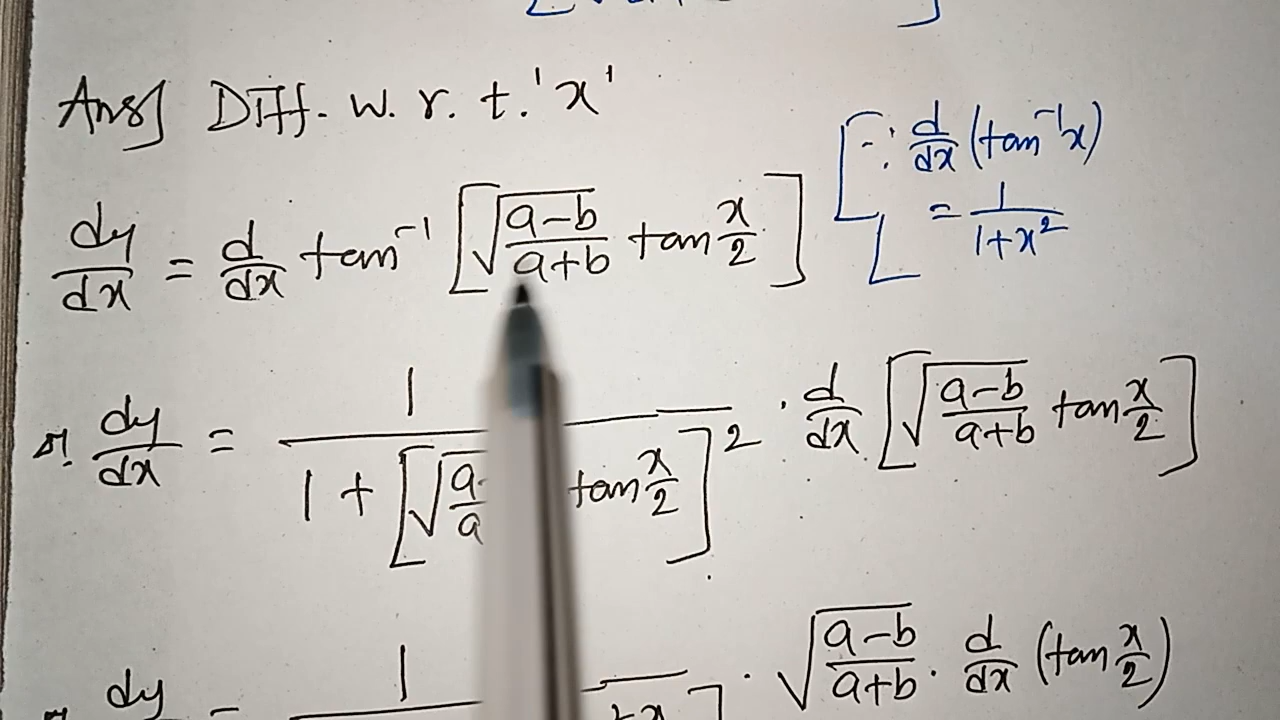 Ans] Diff. w. r. t. 'x'
dy/dx = d/dx tan⁻¹ [√((a-b)/(a+b)) tan x/2]
[∵ d/dx (tan⁻¹x)
= 1/(1+x²)
dy/dx = 1/(1 + [√(a/a tan x/2]²) · d/dx [√((a-b)/(a+b)) tan x/2]
dy 1 · √((a-b)/(a+b)) · d/dx (tan x/2)